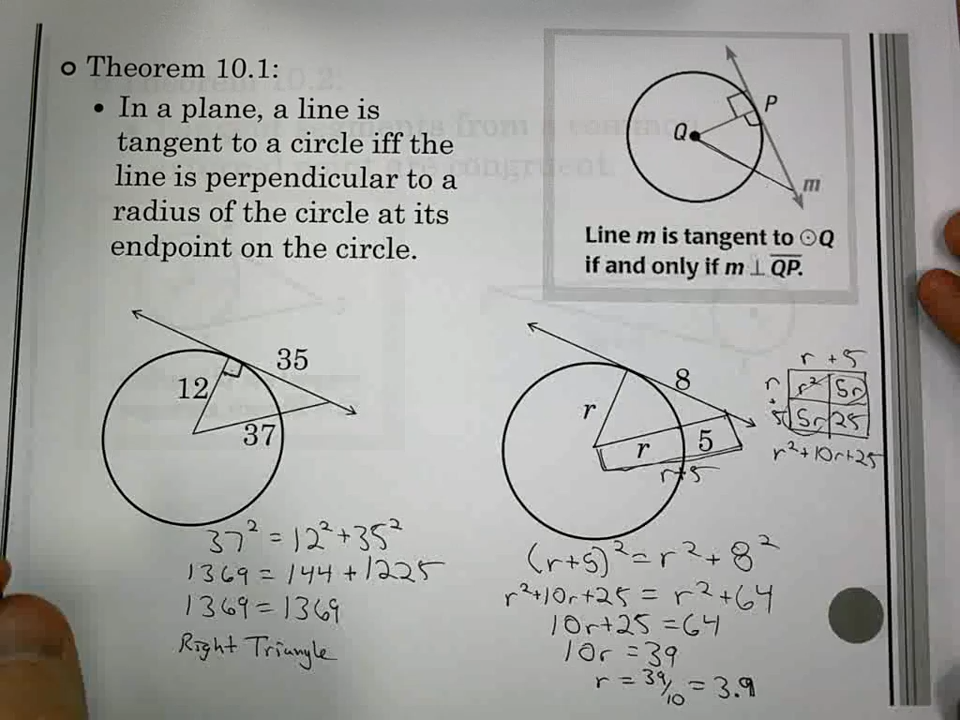 Theorem 10.1:
• In a plane, a line is
tangent to a circle iff the
line is perpendicular to a
radius of the circle at its
endpoint on the circle.
P
Q
m
Line m is tangent to ⊙Q
if and only if m ⊥ Q̅P̅.
35
12
37
37² = 12² + 35²
1369 = 144 + 1225
1369 = 1369
Right Triangle
8
r
r
5
r+5
r + 5
r r² 5r
+
5 5r 25
r² + 10r + 25
(r+5)² = r² + 8²
r² + 10r + 25 = r² + 64
10r + 25 = 64
10r = 39
r = 39/10 = 3.9